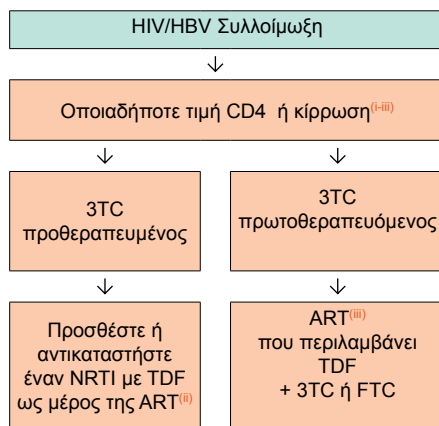 HIV/HBV Συλλοίμωξη
Οποιαδήποτε τιμή CD4 ή κίρρωση(i-iii)
3TC
προθεραπευμένος
3TC
πρωτοθεραπευόμενος
Προσθέστε ή
αντικαταστήστε
έναν NRTI με TDF
ως μέρος της ART(ii)
ART(iii)
που περιλαμβάνει
TDF
+ 3TC ή FTC